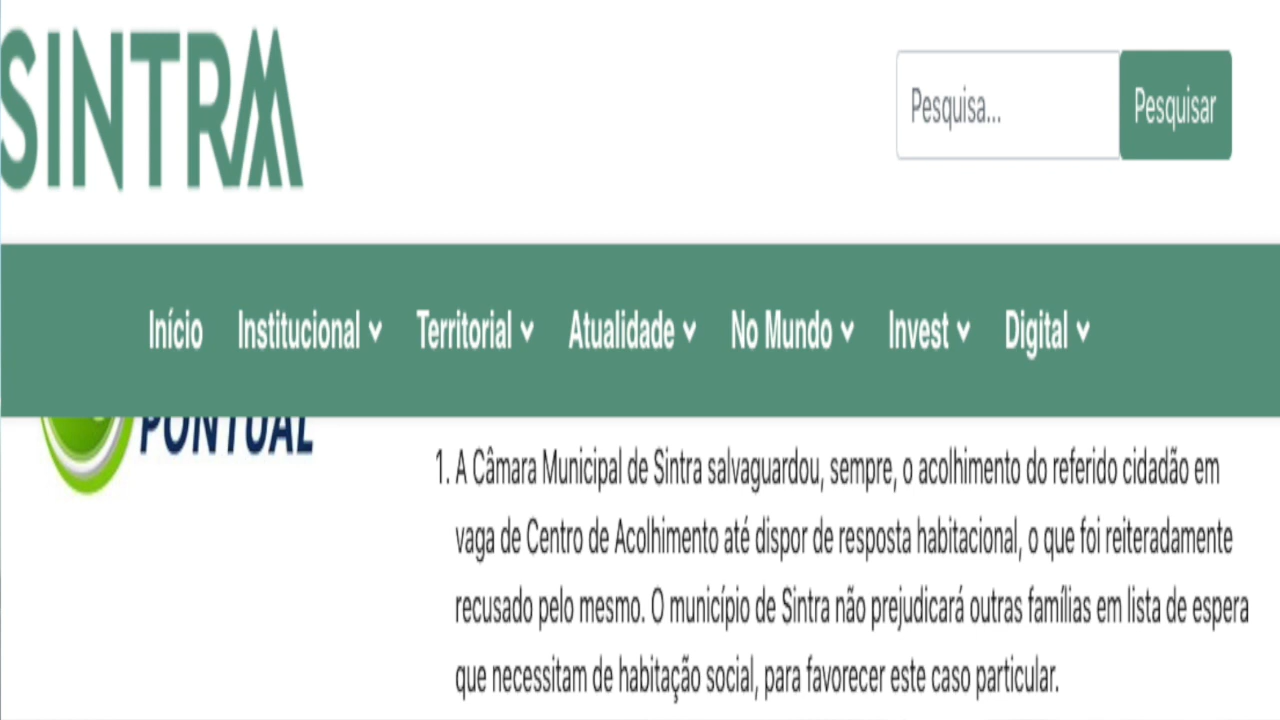 SINTRA
Pesquisa...
Pesquisar
Início
Institucional
Territorial
Atualidade
No Mundo
Invest
Digital
PONTUAL
1. A Câmara Municipal de Sintra salvaguardou, sempre, o acolhimento do referido cidadão em
vaga de Centro de Acolhimento até dispor de resposta habitacional, o que foi reiteradamente
recusado pelo mesmo. O município de Sintra não prejudicará outras famílias em lista de espera
que necessitam de habitação social, para favorecer este caso particular.